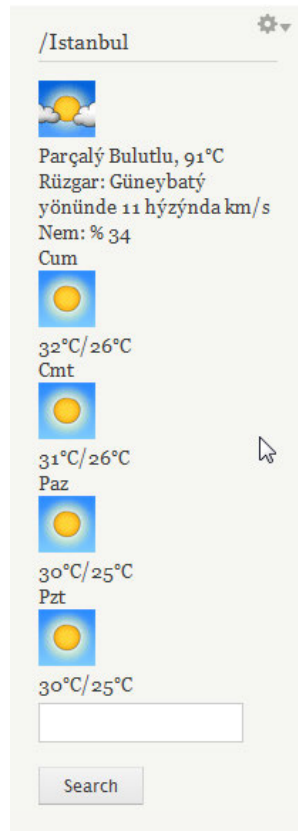 /Istanbul
Parçalý Bulutlu, 91°C
Rüzgar: Güneybatý
yönünde 11 hýzýnda km/s
Nem: % 34
Cum
32°C/26°C
Cmt
31°C/26°C
Paz
30°C/25°C
Pzt
30°C/25°C
Search